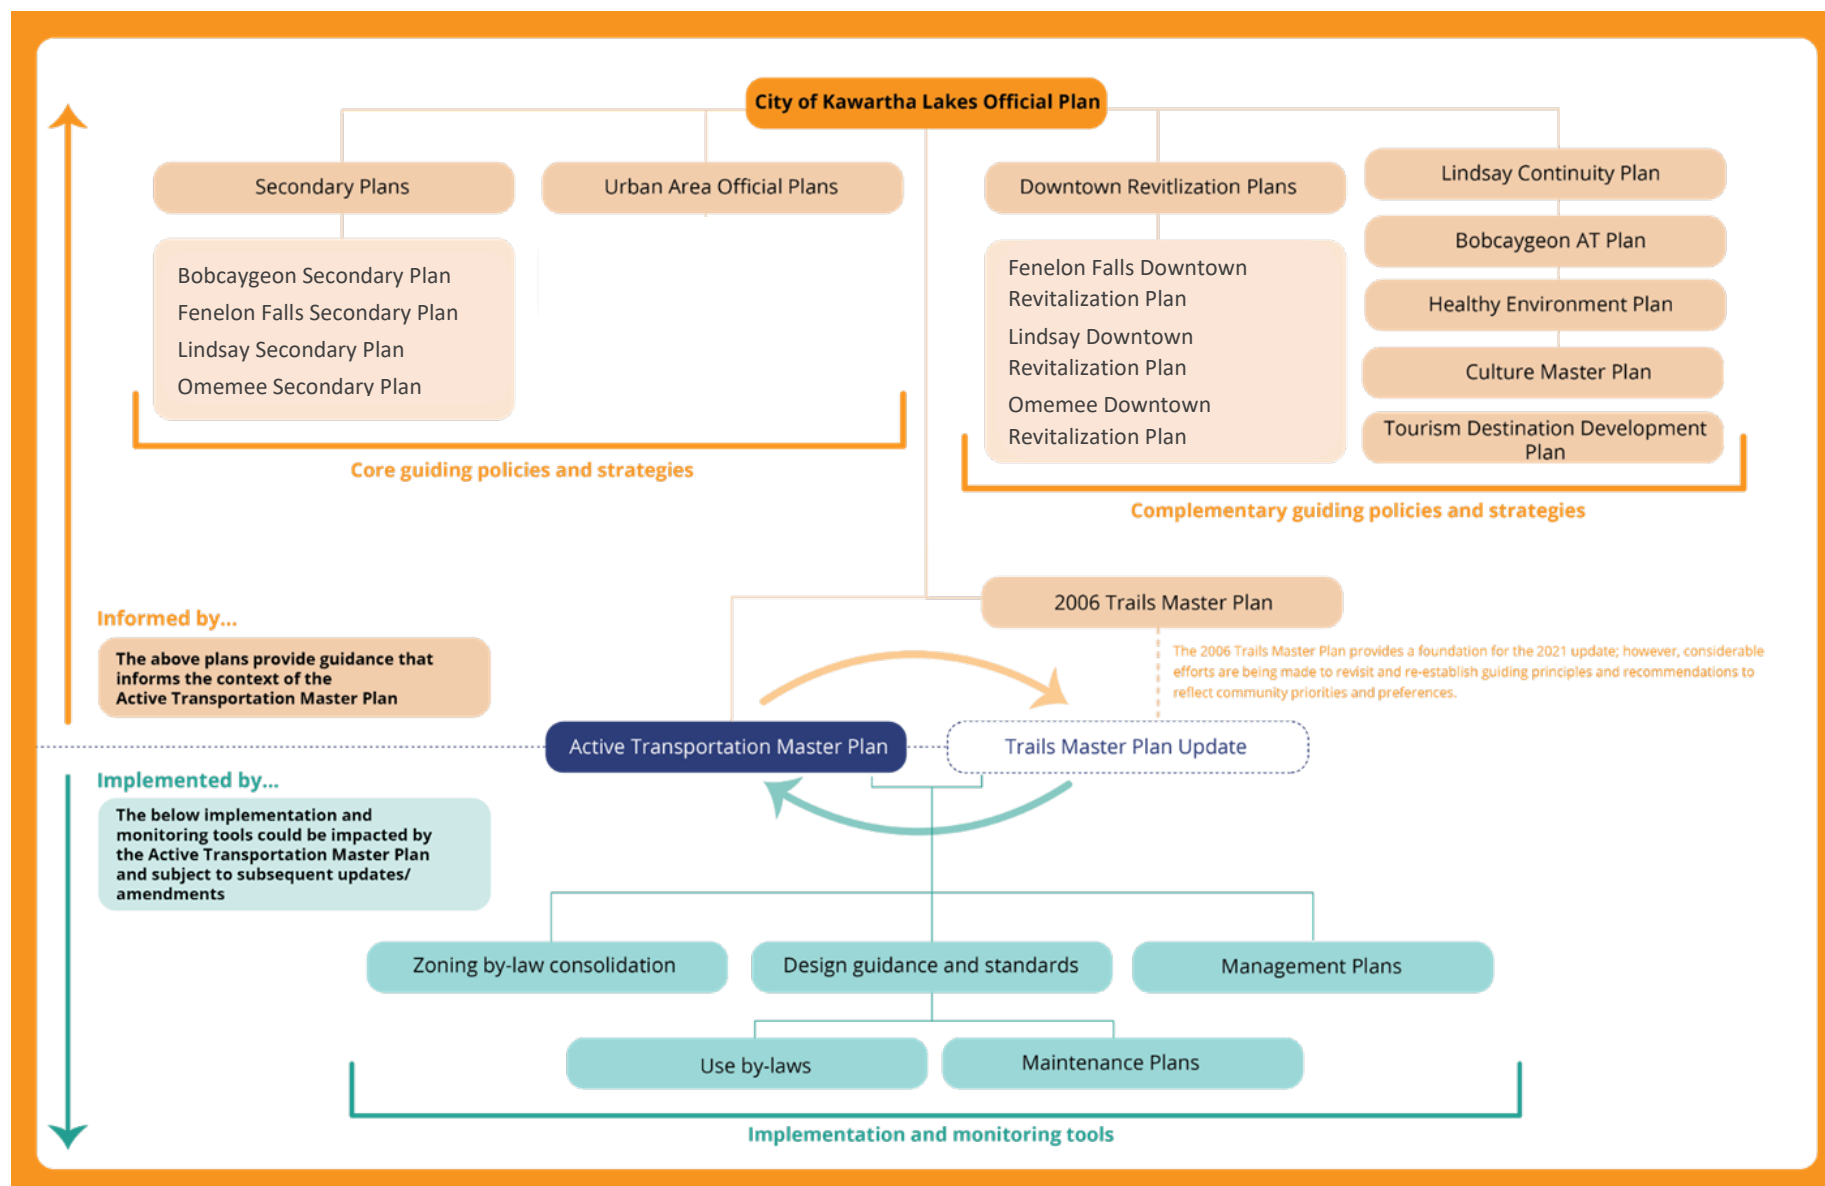 City of Kawartha Lakes Official Plan
Secondary Plans
Urban Area Official Plans
Downtown Revitlization Plans
Lindsay Continuity Plan
Bobcaygeon AT Plan
Healthy Environment Plan
Culture Master Plan
Tourism Destination Development
Plan
Bobcaygeon Secondary Plan
Fenelon Falls Secondary Plan
Lindsay Secondary Plan
Omemee Secondary Plan
Fenelon Falls Downtown
Revitalization Plan
Lindsay Downtown
Revitalization Plan
Omemee Downtown
Revitalization Plan
Core guiding policies and strategies
Complementary guiding policies and strategies
2006 Trails Master Plan
Informed by...
The above plans provide guidance that
informs the context of the
Active Transportation Master Plan
The 2006 Trails Master Plan provides a foundation for the 2021 update; however, considerable
efforts are being made to revisit and re-establish guiding principles and recommendations to
reflect community priorities and preferences.
Active Transportation Master Plan
Trails Master Plan Update
Implemented by...
The below implementation and
monitoring tools could be impacted by
the Active Transportation Master Plan
and subject to subsequent updates/
amendments
Zoning by-law consolidation
Design guidance and standards
Management Plans
Use by-laws
Maintenance Plans
Implementation and monitoring tools